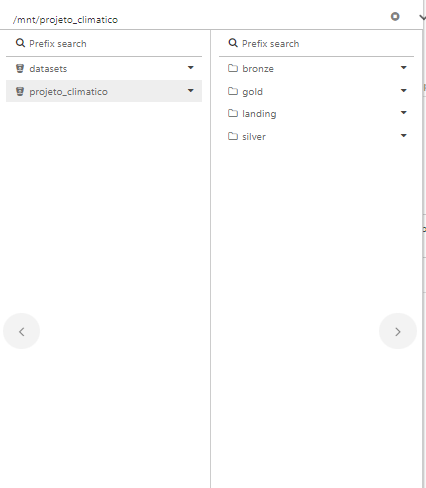 /mnt/projeto_climatico
Prefix search
datasets
projeto_climatico
Prefix search
bronze
gold
landing
silver